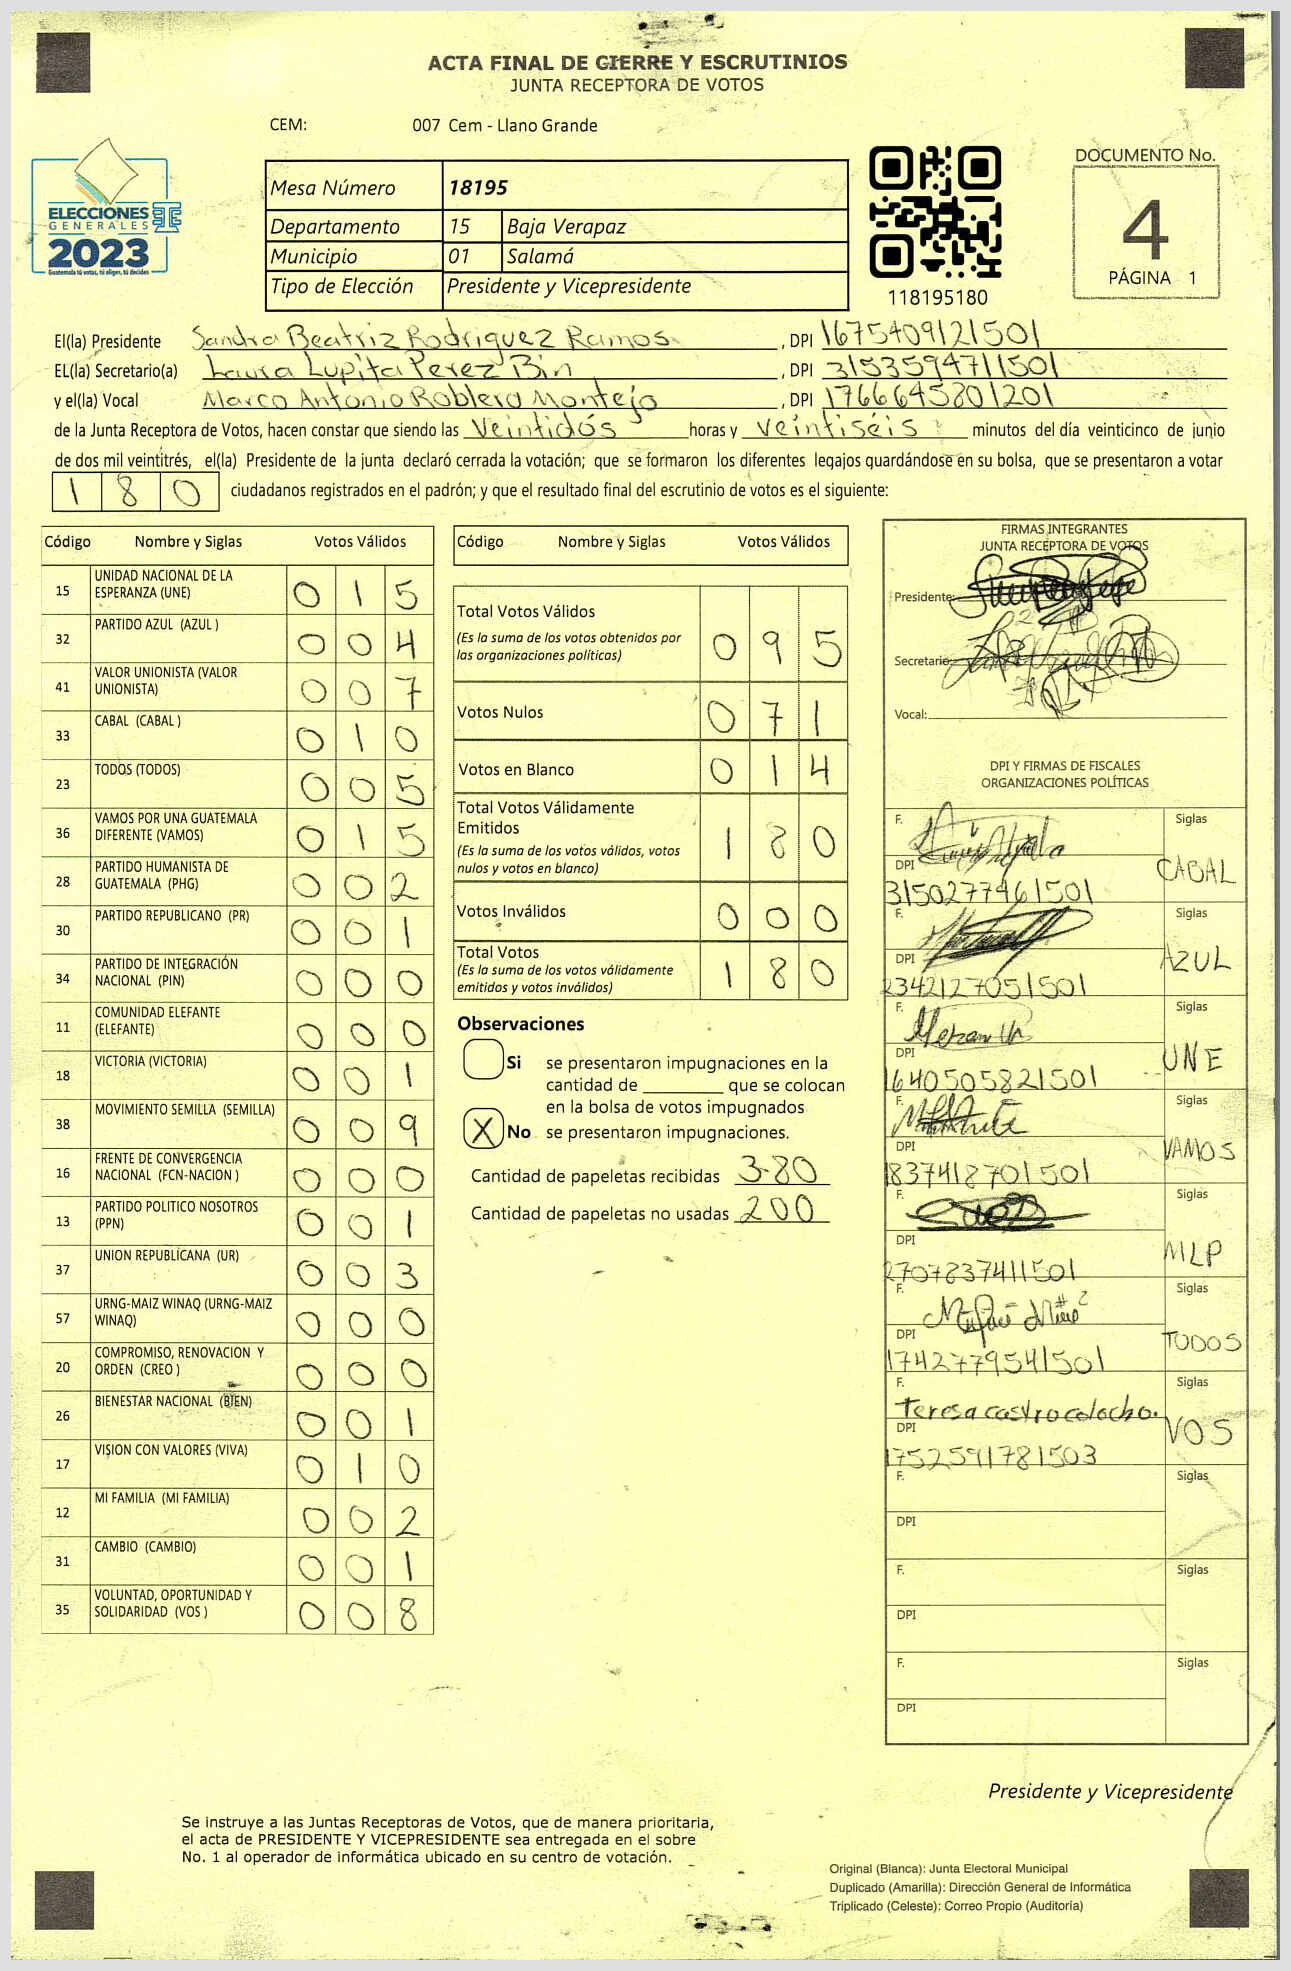 ACTA FINAL DE CIERRE Y ESCRUTINIOS
JUNTA RECEPTORA DE VOTOS
CEM: 007 Cem - Llano Grande
ELECCIONES
GENERALES
2023
Guatemala tú votas, tú eliges, tú decides
Mesa Número 18195
Departamento 15 Baja Verapaz
Municipio 01 Salamá
Tipo de Elección Presidente y Vicepresidente
118195180
DOCUMENTO No.
4
PÁGINA 1
El(la) Presidente Sandra Beatriz Rodriguez Ramos, DPI 1675409121501
EL(la) Secretario(a) Laura Lupita Perez Bin, DPI 3153594711501
y el(la) Vocal Marco Antonio Roblero Montejo, DPI 1766645801201
de la Junta Receptora de Votos, hacen constar que siendo las Veintidós horas y veintiséis minutos del día veinticinco de junio
de dos mil veintitrés, el(la) Presidente de la junta declaró cerrada la votación; que se formaron los diferentes legajos guardándose en su bolsa, que se presentaron a votar
180 ciudadanos registrados en el padrón; y que el resultado final del escrutinio de votos es el siguiente:
Código Nombre y Siglas Votos Válidos
15 UNIDAD NACIONAL DE LA ESPERANZA (UNE) 0 1 5
32 PARTIDO AZUL (AZUL ) 0 0 4
41 VALOR UNIONISTA (VALOR UNIONISTA) 0 0 7
33 CABAL (CABAL ) 0 1 0
23 TODOS (TODOS) 0 0 5
36 VAMOS POR UNA GUATEMALA DIFERENTE (VAMOS) 0 1 5
28 PARTIDO HUMANISTA DE GUATEMALA (PHG) 0 0 2
30 PARTIDO REPUBLICANO (PR) 0 0 1
34 PARTIDO DE INTEGRACIÓN NACIONAL (PIN) 0 0 0
11 COMUNIDAD ELEFANTE (ELEFANTE) 0 0 0
18 VICTORIA (VICTORIA) 0 0 1
38 MOVIMIENTO SEMILLA (SEMILLA) 0 0 9
16 FRENTE DE CONVERGENCIA NACIONAL (FCN-NACION ) 0 0 0
13 PARTIDO POLITICO NOSOTROS (PPN) 0 0 1
37 UNION REPUBLICANA (UR) 0 0 3
57 URNG-MAIZ WINAQ (URNG-MAIZ WINAQ) 0 0 0
20 COMPROMISO, RENOVACION Y ORDEN (CREO ) 0 0 0
26 BIENESTAR NACIONAL (BIEN) 0 0 1
17 VISION CON VALORES (VIVA) 0 1 0
12 MI FAMILIA (MI FAMILIA) 0 0 2
31 CAMBIO (CAMBIO) 0 0 1
35 VOLUNTAD, OPORTUNIDAD Y SOLIDARIDAD (VOS ) 0 0 8
Código Nombre y Siglas Votos Válidos
Total Votos Válidos 0 9 5
(Es la suma de los votos obtenidos por
las organizaciones políticas)
Votos Nulos 0 7 1
Votos en Blanco 0 1 4
Total Votos Válidamente
Emitidos 1 8 0
(Es la suma de los votos válidos, votos
nulos y votos en blanco)
Votos Inválidos 0 0 0
Total Votos 1 8 0
(Es la suma de los votos válidamente
emitidos y votos inválidos)
Observaciones
Si se presentaron impugnaciones en la
cantidad de ________ que se colocan
en la bolsa de votos impugnados
X No se presentaron impugnaciones.
Cantidad de papeletas recibidas 380
Cantidad de papeletas no usadas 200
FIRMAS INTEGRANTES
JUNTA RECEPTORA DE VOTOS
Presidente:
Secretario:
Vocal:
DPI Y FIRMAS DE FISCALES
ORGANIZACIONES POLÍTICAS
F. Siglas
DPI CABAL
3150277461501
F. Siglas
DPI AZUL
2342127051501
F. Siglas
DPI UNE
1640505821501
F. Siglas
DPI VAMOS
1837418701501
F. Siglas
DPI MLP
2707837411501
F. Siglas
DPI TODOS
1742779541501
F. Teresa castro colocho. Siglas
DPI VOS
1752591781503
F. Siglas
DPI
F. Siglas
DPI
F. Siglas
DPI
Presidente y Vicepresidente
Se instruye a las Juntas Receptoras de Votos, que de manera prioritaria,
el acta de PRESIDENTE Y VICEPRESIDENTE sea entregada en el sobre
No. 1 al operador de informática ubicado en su centro de votación.
Original (Blanca): Junta Electoral Municipal
Duplicado (Amarilla): Dirección General de Informática
Triplicado (Celeste): Correo Propio (Auditoría)